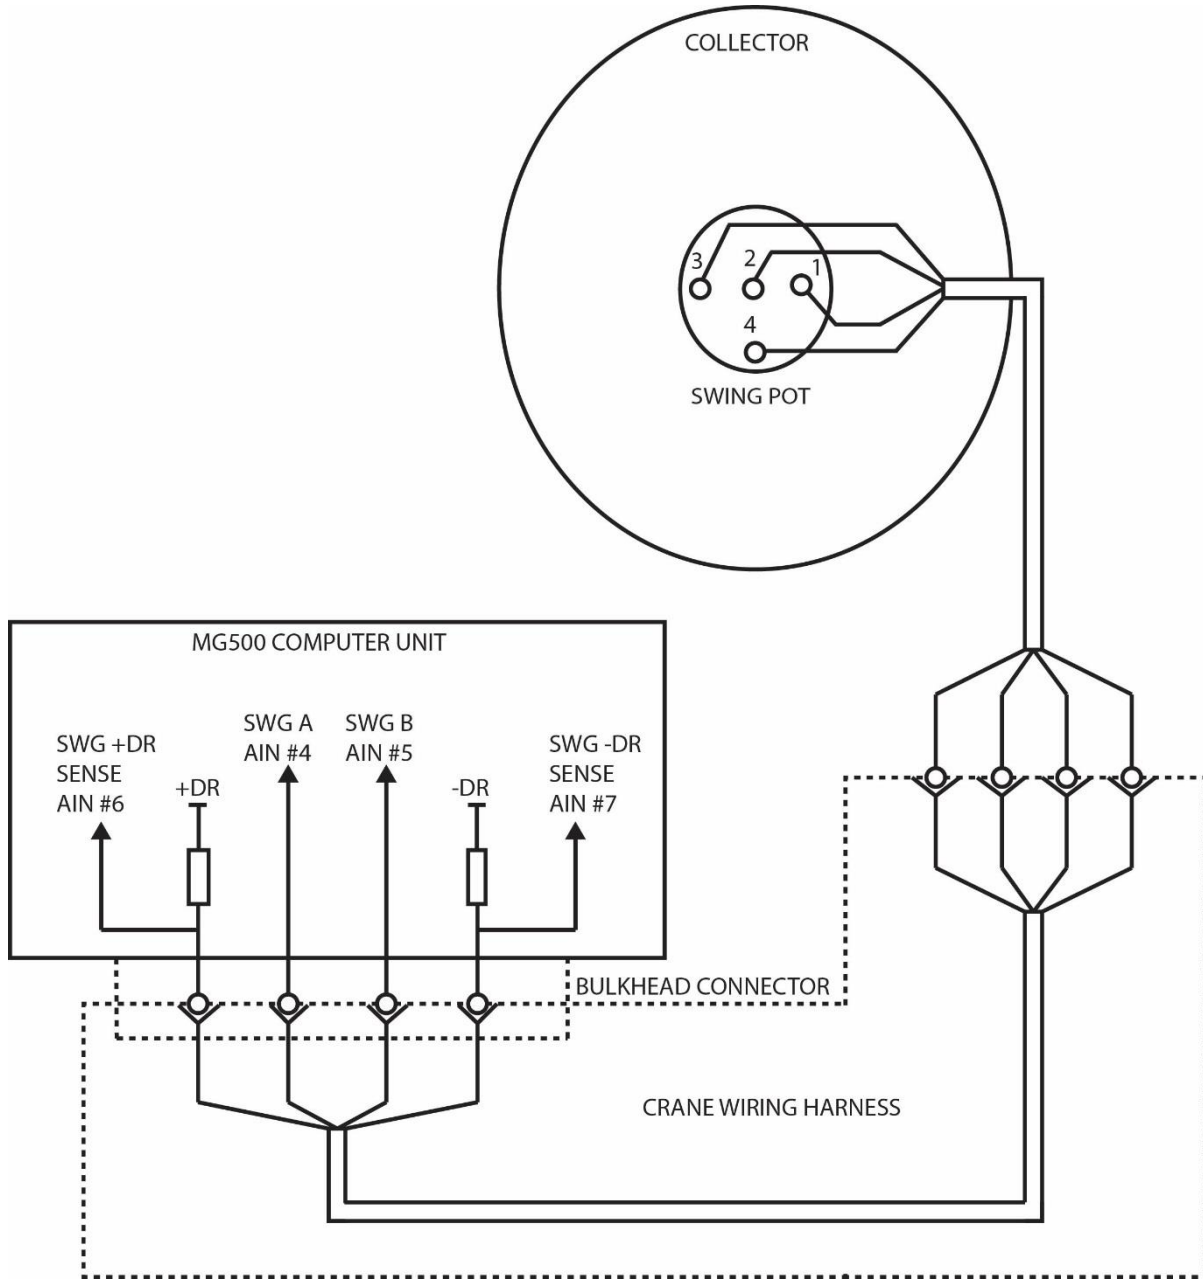 COLLECTOR
3
2
1
4
SWING POT
MG500 COMPUTER UNIT
SWG +DR
SENSE
AIN #6
+DR
SWG A
AIN #4
SWG B
AIN #5
-DR
SWG -DR
SENSE
AIN #7
BULKHEAD CONNECTOR
CRANE WIRING HARNESS